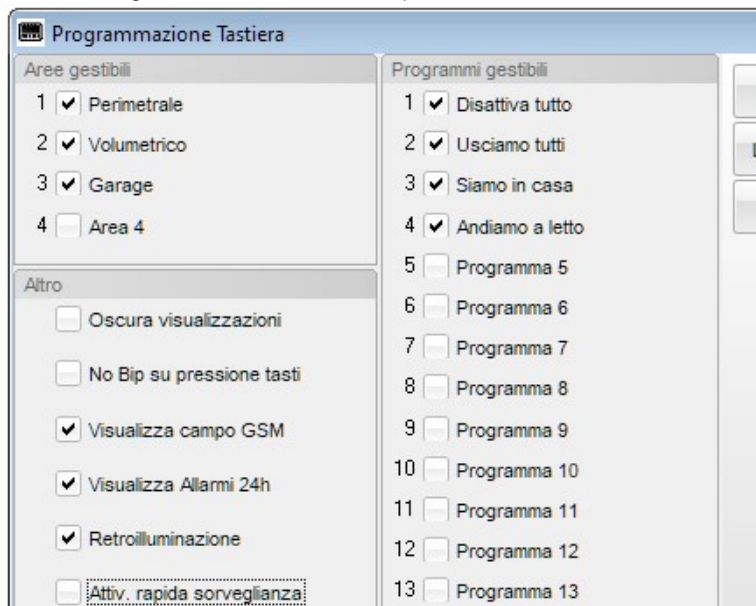 Programmazione Tastiera
Aree gestibili
1 Perimetrale
2 Volumetrico
3 Garage
4 Area 4
Altro
Oscura visualizzazioni
No Bip su pressione tasti
Visualizza campo GSM
Visualizza Allarmi 24h
Retroilluminazione
Attiv. rapida sorveglianza
Programmi gestibili
1 Disattiva tutto
2 Usciamo tutti
3 Siamo in casa
4 Andiamo a letto
5 Programma 5
6 Programma 6
7 Programma 7
8 Programma 8
9 Programma 9
10 Programma 10
11 Programma 11
12 Programma 12
13 Programma 13